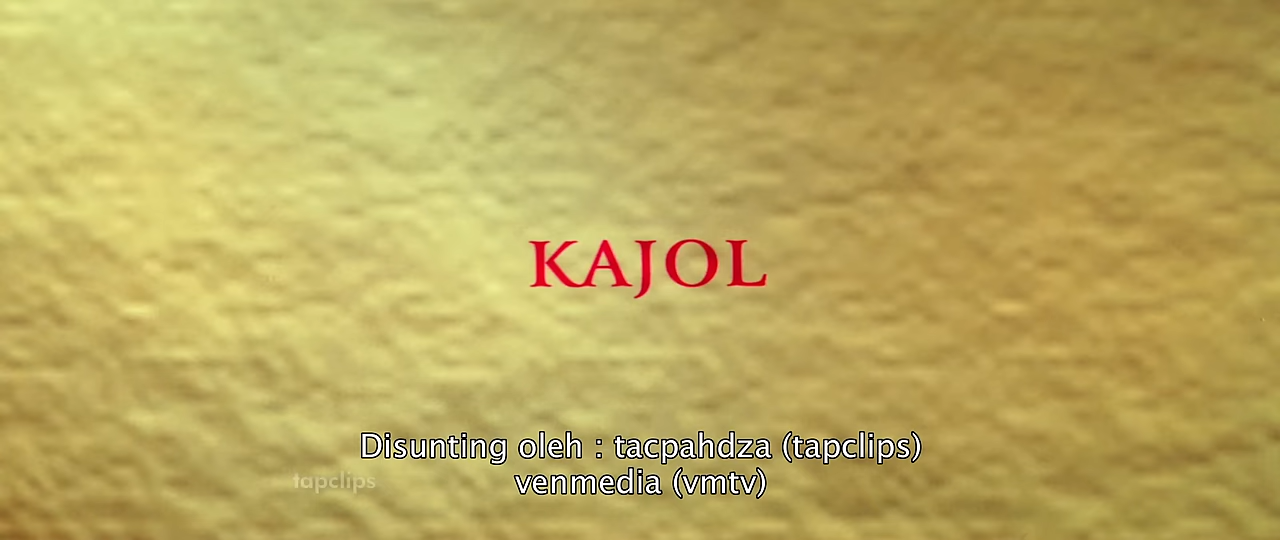 KAJOL
Disunting oleh : tacpahdza (tapclips)
tapclips
venmedia (vmtv)